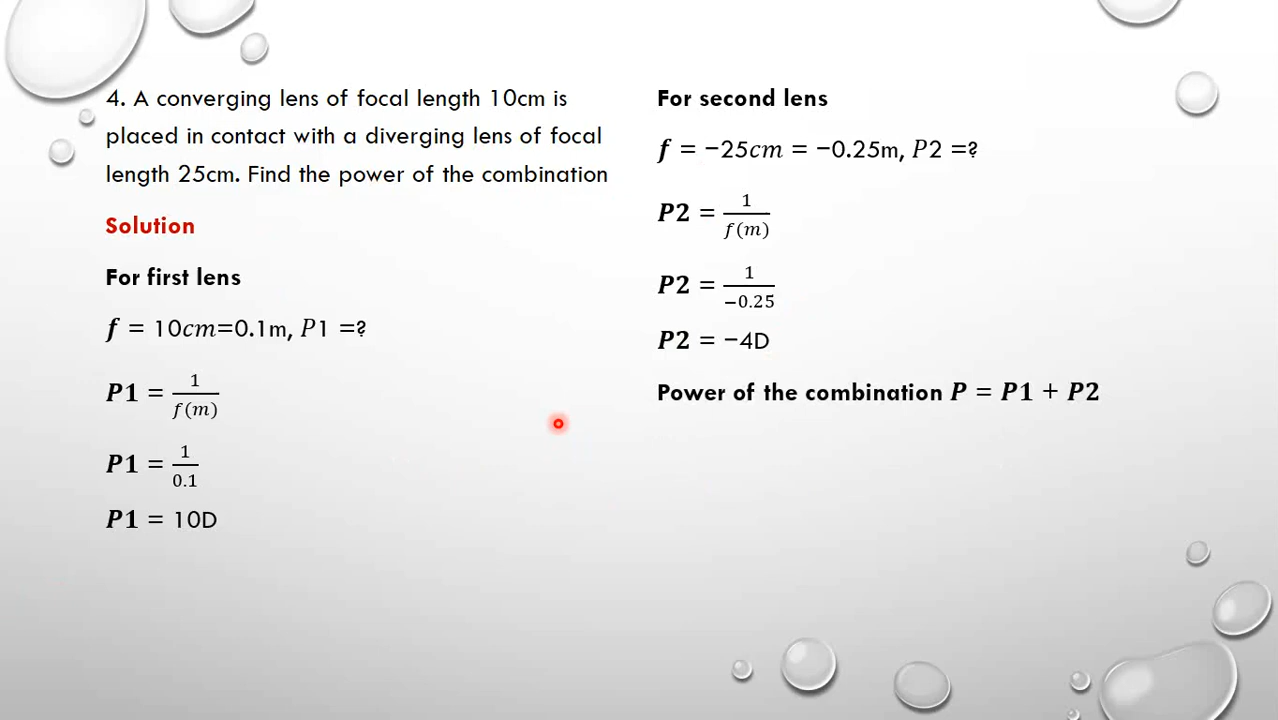 4. A converging lens of focal length 10cm is
placed in contact with a diverging lens of focal
length 25cm. Find the power of the combination
Solution
For first lens
f = 10cm=0.1m, P1 =?
P1 = 1/f(m)
P1 = 1/0.1
P1 = 10D
For second lens
f = −25cm = −0.25m, P2 =?
P2 = 1/f(m)
P2 = 1/−0.25
P2 = −4D
Power of the combination P = P1 + P2